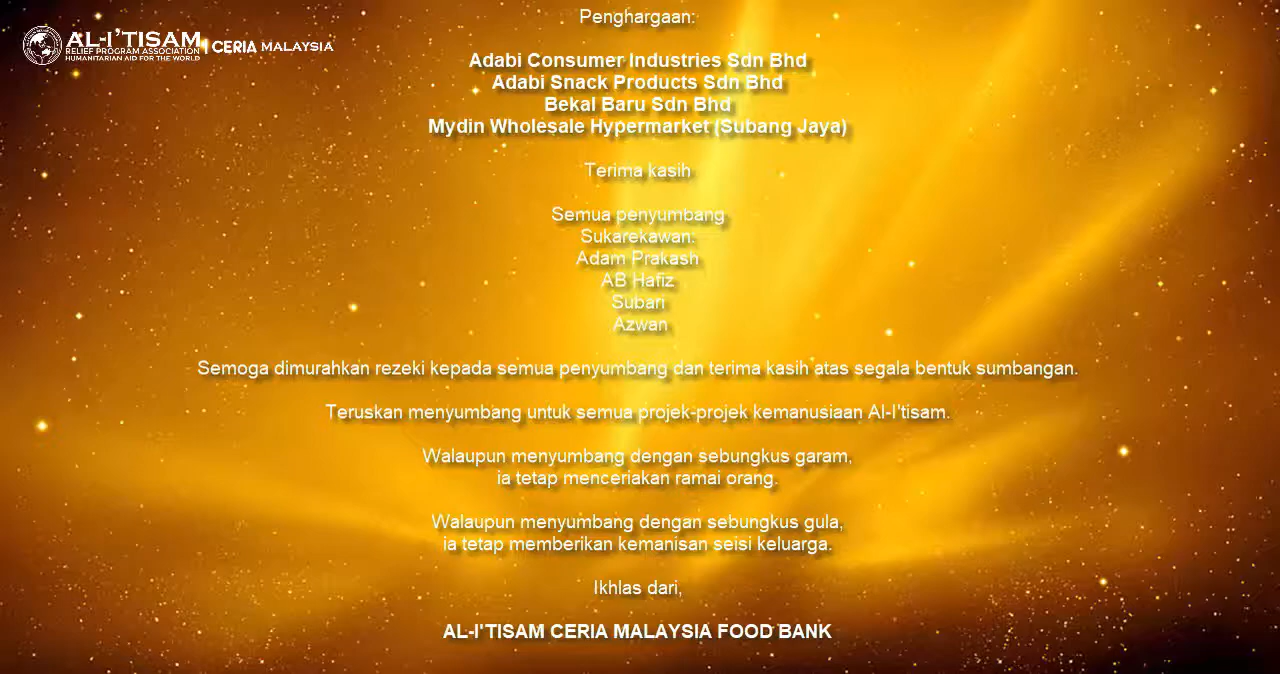 AL-I'TISAM
RELIEF PROGRAM ASSOCIATION
HUMANITARIAN AID FOR THE WORLD
CERIA MALAYSIA
Penghargaan:
Adabi Consumer Industries Sdn Bhd
Adabi Snack Products Sdn Bhd
Bekal Baru Sdn Bhd
Mydin Wholesale Hypermarket (Subang Jaya)
Terima kasih
Semua penyumbang
Sukarekawan:
Adam Prakash
AB Hafiz
Subari
Azwan
Semoga dimurahkan rezeki kepada semua penyumbang dan terima kasih atas segala bentuk sumbangan.
Teruskan menyumbang untuk semua projek-projek kemanusiaan Al-I'tisam.
Walaupun menyumbang dengan sebungkus garam,
ia tetap menceriakan ramai orang.
Walaupun menyumbang dengan sebungkus gula,
ia tetap memberikan kemanisan seisi keluarga.
Ikhlas dari,
AL-I'TISAM CERIA MALAYSIA FOOD BANK